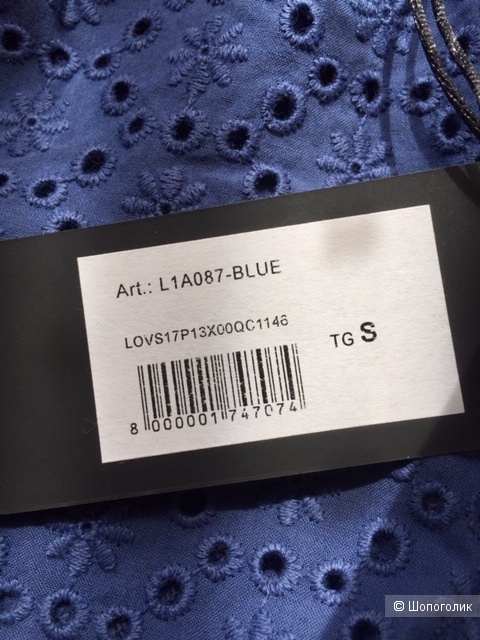 Art.: L1A087-BLUE
LOVS17P13X00QC1146
TG S
8 000001 747074
© Шопоголик